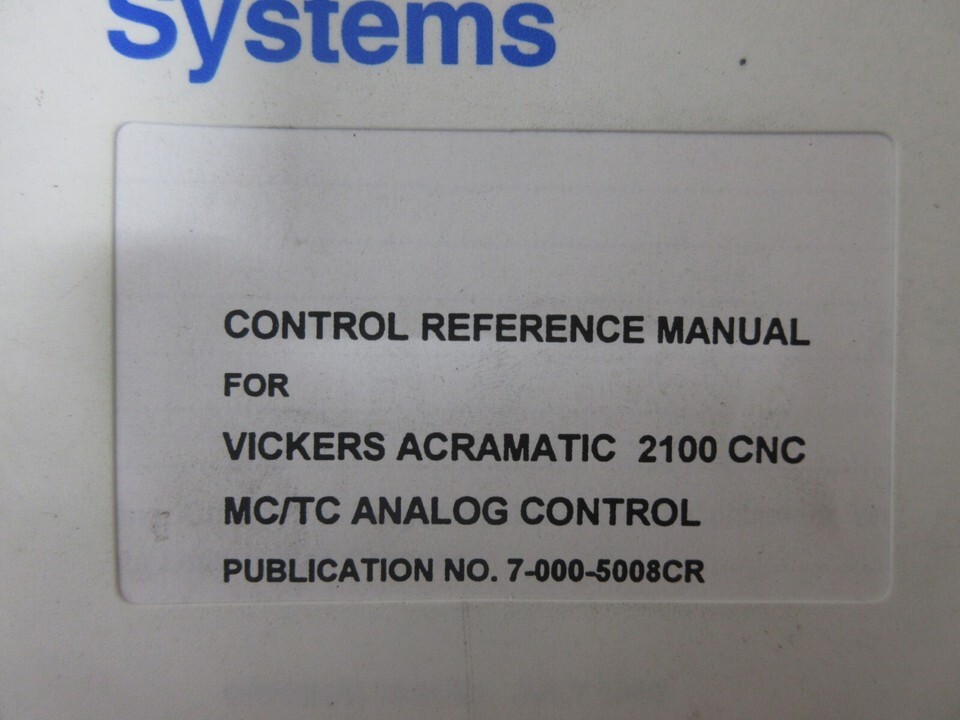 Systems
CONTROL REFERENCE MANUAL
FOR
VICKERS ACRAMATIC 2100 CNC
MC/TC ANALOG CONTROL
PUBLICATION NO. 7-000-5008CR